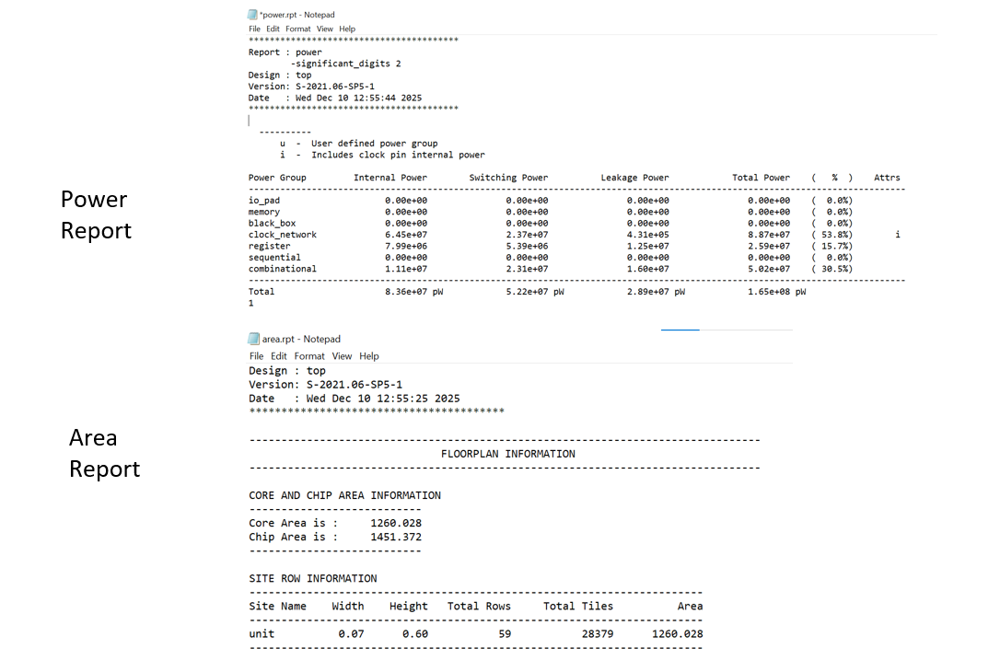 *power.rpt - Notepad
File Edit Format View Help
****************************************
Report : power
        -significant_digits 2
Design : top
Version: S-2021.06-SP5-1
Date   : Wed Dec 10 12:55:44 2025
****************************************
----------
u  -  User defined power group
i  -  Includes clock pin internal power
Power Group         Internal Power        Switching Power          Leakage Power            Total Power    (   %  )    Attrs
-----------------------------------------------------------------------------------------------------------------------------
io_pad                    0.00e+00               0.00e+00               0.00e+00               0.00e+00    (  0.0%)
memory                    0.00e+00               0.00e+00               0.00e+00               0.00e+00    (  0.0%)
black_box                 0.00e+00               0.00e+00               0.00e+00               0.00e+00    (  0.0%)
clock_network             6.45e+07               2.37e+07               4.31e+05               8.87e+07    ( 53.8%)        i
register                  7.99e+06               5.39e+06               1.25e+07               2.59e+07    ( 15.7%)
sequential                0.00e+00               0.00e+00               0.00e+00               0.00e+00    (  0.0%)
combinational             1.11e+07               2.31e+07               1.60e+07               5.02e+07    ( 30.5%)
-----------------------------------------------------------------------------------------------------------------------------
Total                     8.36e+07 pW            5.22e+07 pW            2.89e+07 pW            1.65e+08 pW
1
Power
Report
area.rpt - Notepad
File Edit Format View Help
Design : top
Version: S-2021.06-SP5-1
Date   : Wed Dec 10 12:55:25 2025
****************************************
--------------------------------------------------------------------------------
FLOORPLAN INFORMATION
--------------------------------------------------------------------------------
CORE AND CHIP AREA INFORMATION
---------------------------
Core Area is :     1260.028
Chip Area is :     1451.372
---------------------------
SITE ROW INFORMATION
-----------------------------------------------------------------------
Site Name    Width    Height   Total Rows     Total Tiles          Area
-----------------------------------------------------------------------
unit          0.07      0.60           59           28379      1260.028
-----------------------------------------------------------------------
Area
Report